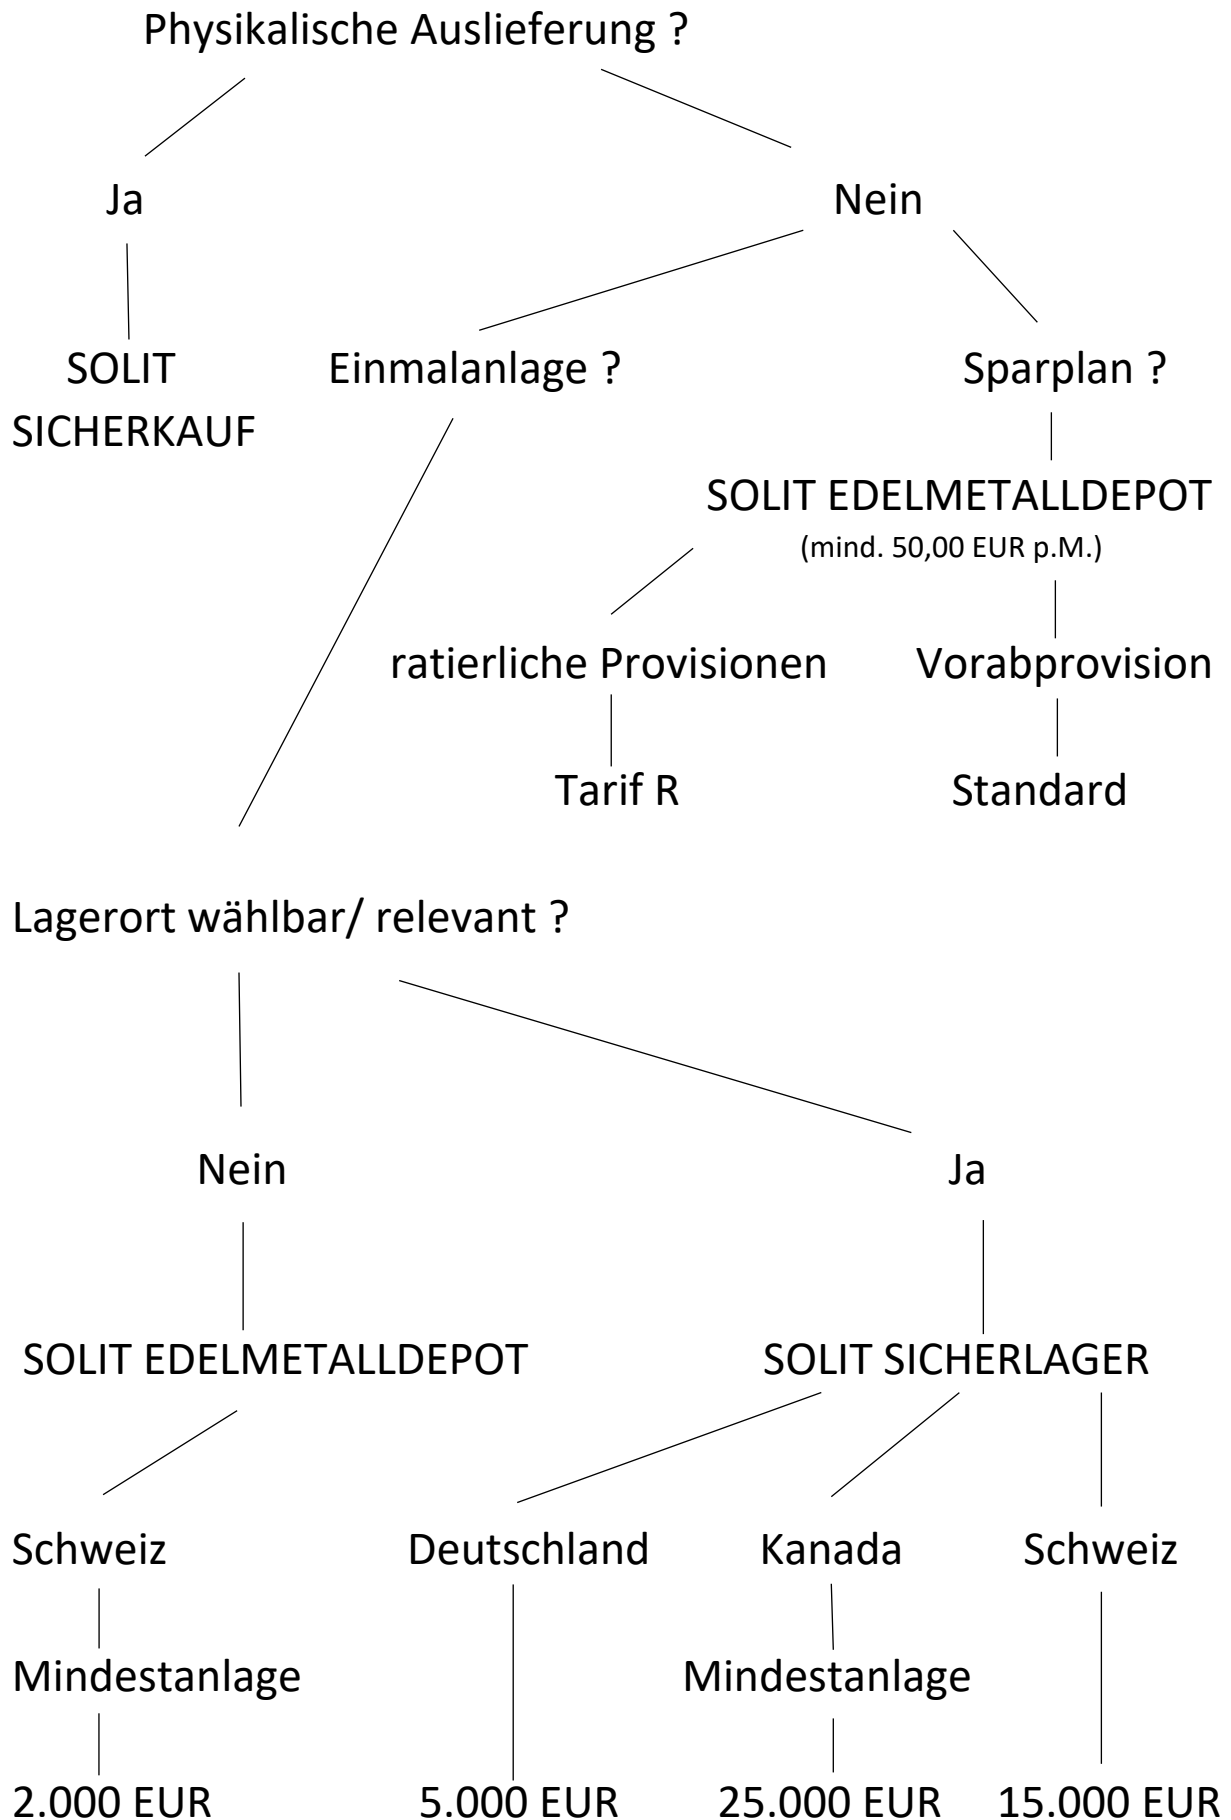 Physikalische Auslieferung ?
Ja
Nein
SOLIT
SICHERKAUF
Einmalanlage ?
Sparplan ?
SOLIT EDELMETALLDEPOT
(mind. 50,00 EUR p.M.)
ratierliche Provisionen
Vorabprovision
Tarif R
Standard
Lagerort wählbar/ relevant ?
Nein
Ja
SOLIT EDELMETALLDEPOT
SOLIT SICHERLAGER
Schweiz
Deutschland
Kanada
Schweiz
Mindestanlage
Mindestanlage
2.000 EUR
5.000 EUR
25.000 EUR
15.000 EUR